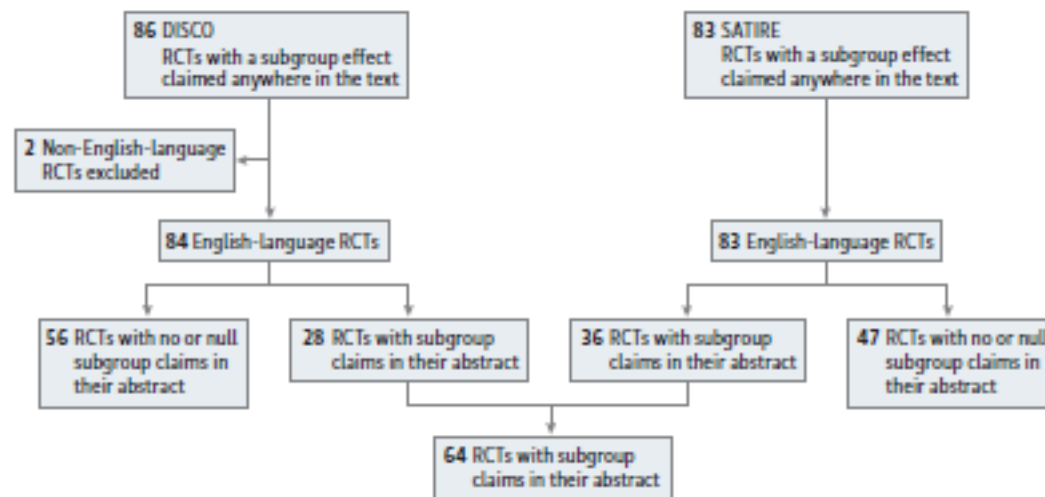 86 DISCO
RCTs with a subgroup effect
claimed anywhere in the text
83 SATIRE
RCTs with a subgroup effect
claimed anywhere in the text
2 Non-English-language
RCTs excluded
84 English-language RCTs
83 English-language RCTs
56 RCTs with no or null
subgroup claims in
their abstract
28 RCTs with subgroup
claims in their abstract
36 RCTs with subgroup
claims in their abstract
47 RCTs with no or null
subgroup claims in
their abstract
64 RCTs with subgroup
claims in their abstract